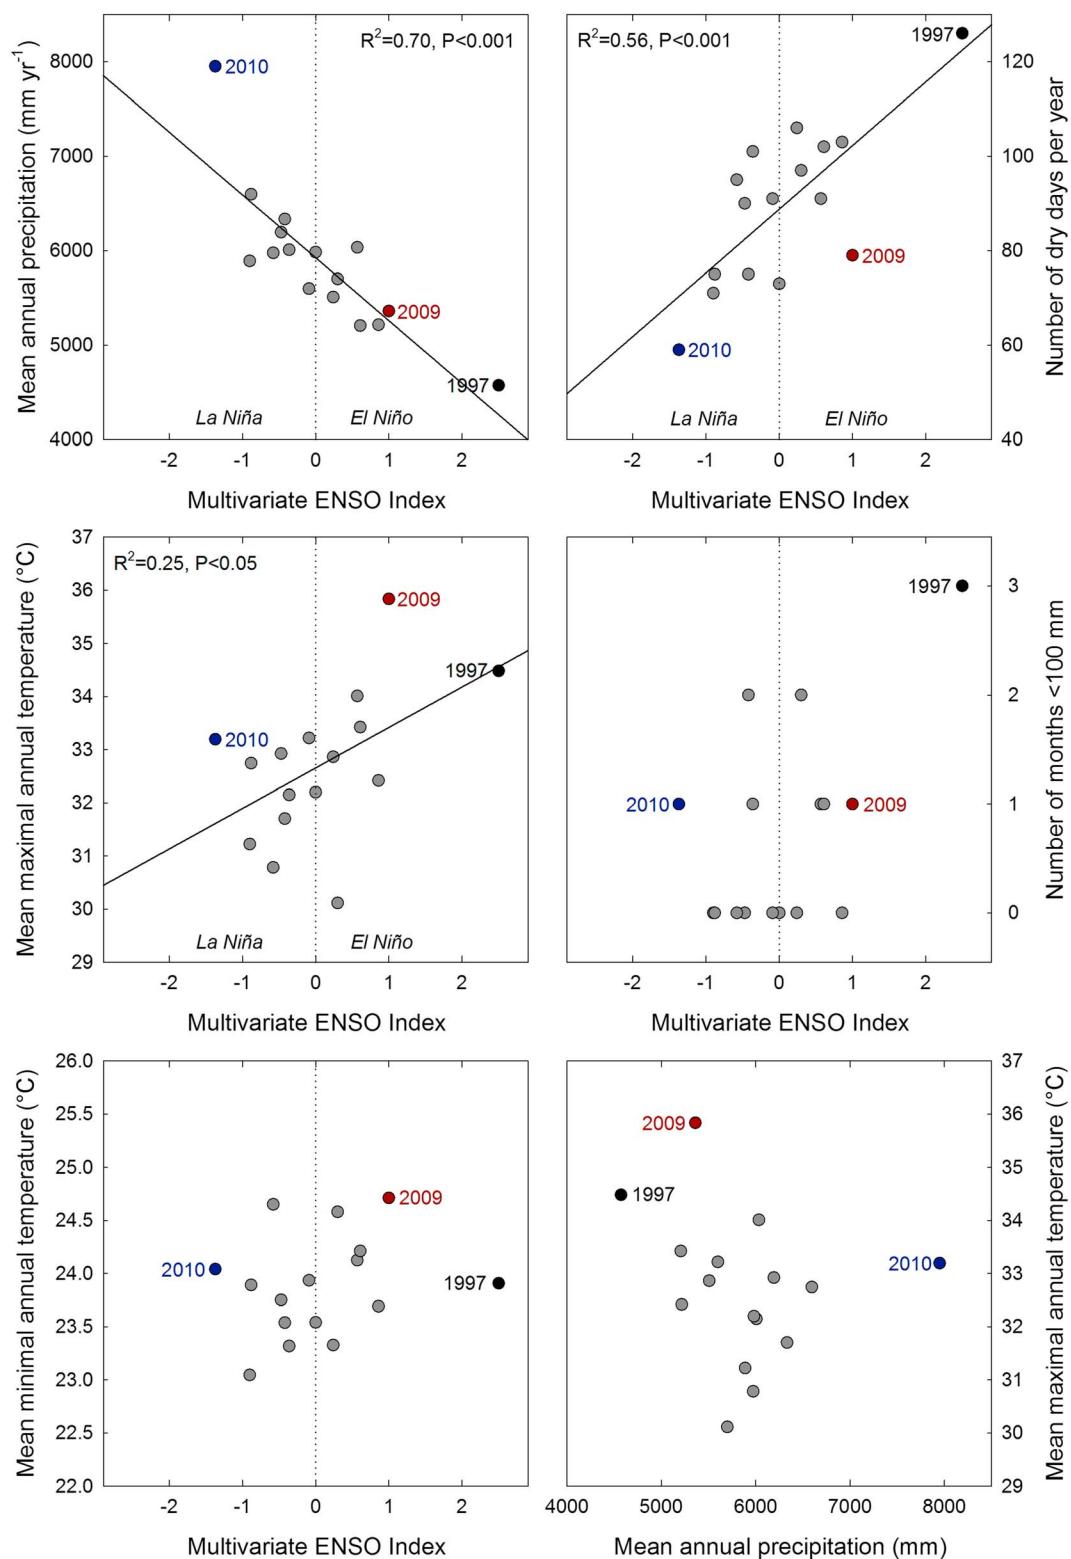 R²=0.70, P<0.001
2010
2009
1997
La Niña El Niño
8000
7000
6000
5000
4000
-2 -1 0 1 2
Mean annual precipitation (mm yr⁻¹)
Multivariate ENSO Index
R²=0.56, P<0.001
1997
2009
2010
La Niña El Niño
120
100
80
60
40
-2 -1 0 1 2
Number of dry days per year
Multivariate ENSO Index
R²=0.25, P<0.05
2009
1997
2010
La Niña El Niño
37
36
35
34
33
32
31
30
29
-2 -1 0 1 2
Mean maximal annual temperature (°C)
Multivariate ENSO Index
1997
2010
2009
3
2
1
0
-2 -1 0 1 2
Number of months <100 mm
Multivariate ENSO Index
2009
2010
1997
26.0
25.5
25.0
24.5
24.0
23.5
23.0
22.5
22.0
-2 -1 0 1 2
Mean minimal annual temperature (°C)
Multivariate ENSO Index
2009
1997
2010
37
36
35
34
33
32
31
30
29
4000 5000 6000 7000 8000
Mean maximal annual temperature (°C)
Mean annual precipitation (mm)